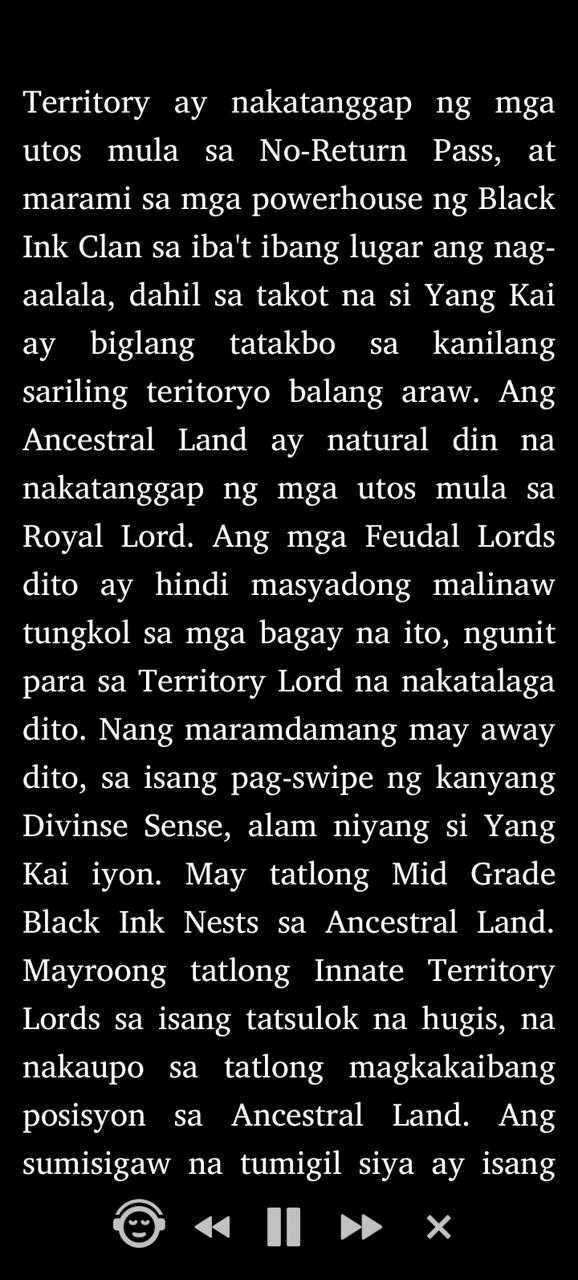 Territory ay nakatanggap ng mga
utos mula sa No-Return Pass, at
marami sa mga powerhouse ng Black
Ink Clan sa iba't ibang lugar ang nag-
aalala, dahil sa takot na si Yang Kai
ay biglang tatakbo sa kanilang
sariling teritoryo balang araw. Ang
Ancestral Land ay natural din na
nakatanggap ng mga utos mula sa
Royal Lord. Ang mga Feudal Lords
dito ay hindi masyadong malinaw
tungkol sa mga bagay na ito, ngunit
para sa Territory Lord na nakatalaga
dito. Nang maramdamang may away
dito, sa isang pag-swipe ng kanyang
Divinse Sense, alam niyang si Yang
Kai iyon. May tatlong Mid Grade
Black Ink Nests sa Ancestral Land.
Mayroong tatlong Innate Territory
Lords sa isang tatsulok na hugis, na
nakaupo sa tatlong magkakaibang
posisyon sa Ancestral Land. Ang
sumisigaw na tumigil siya ay isang